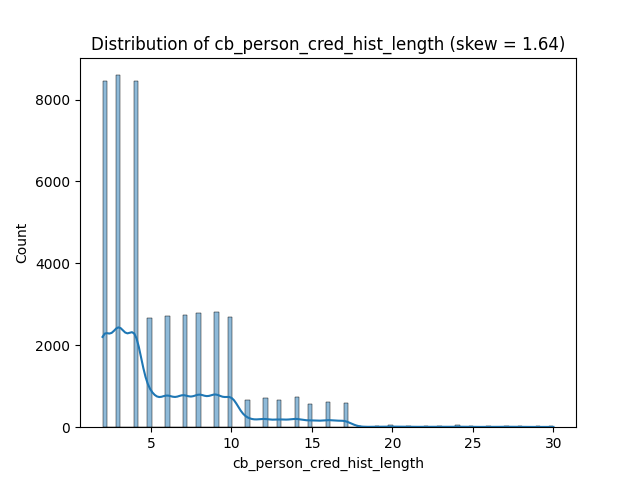 Distribution of cb_person_cred_hist_length (skew = 1.64)
8000
6000
4000
2000
0
Count
5 10 15 20 25 30
cb_person_cred_hist_length